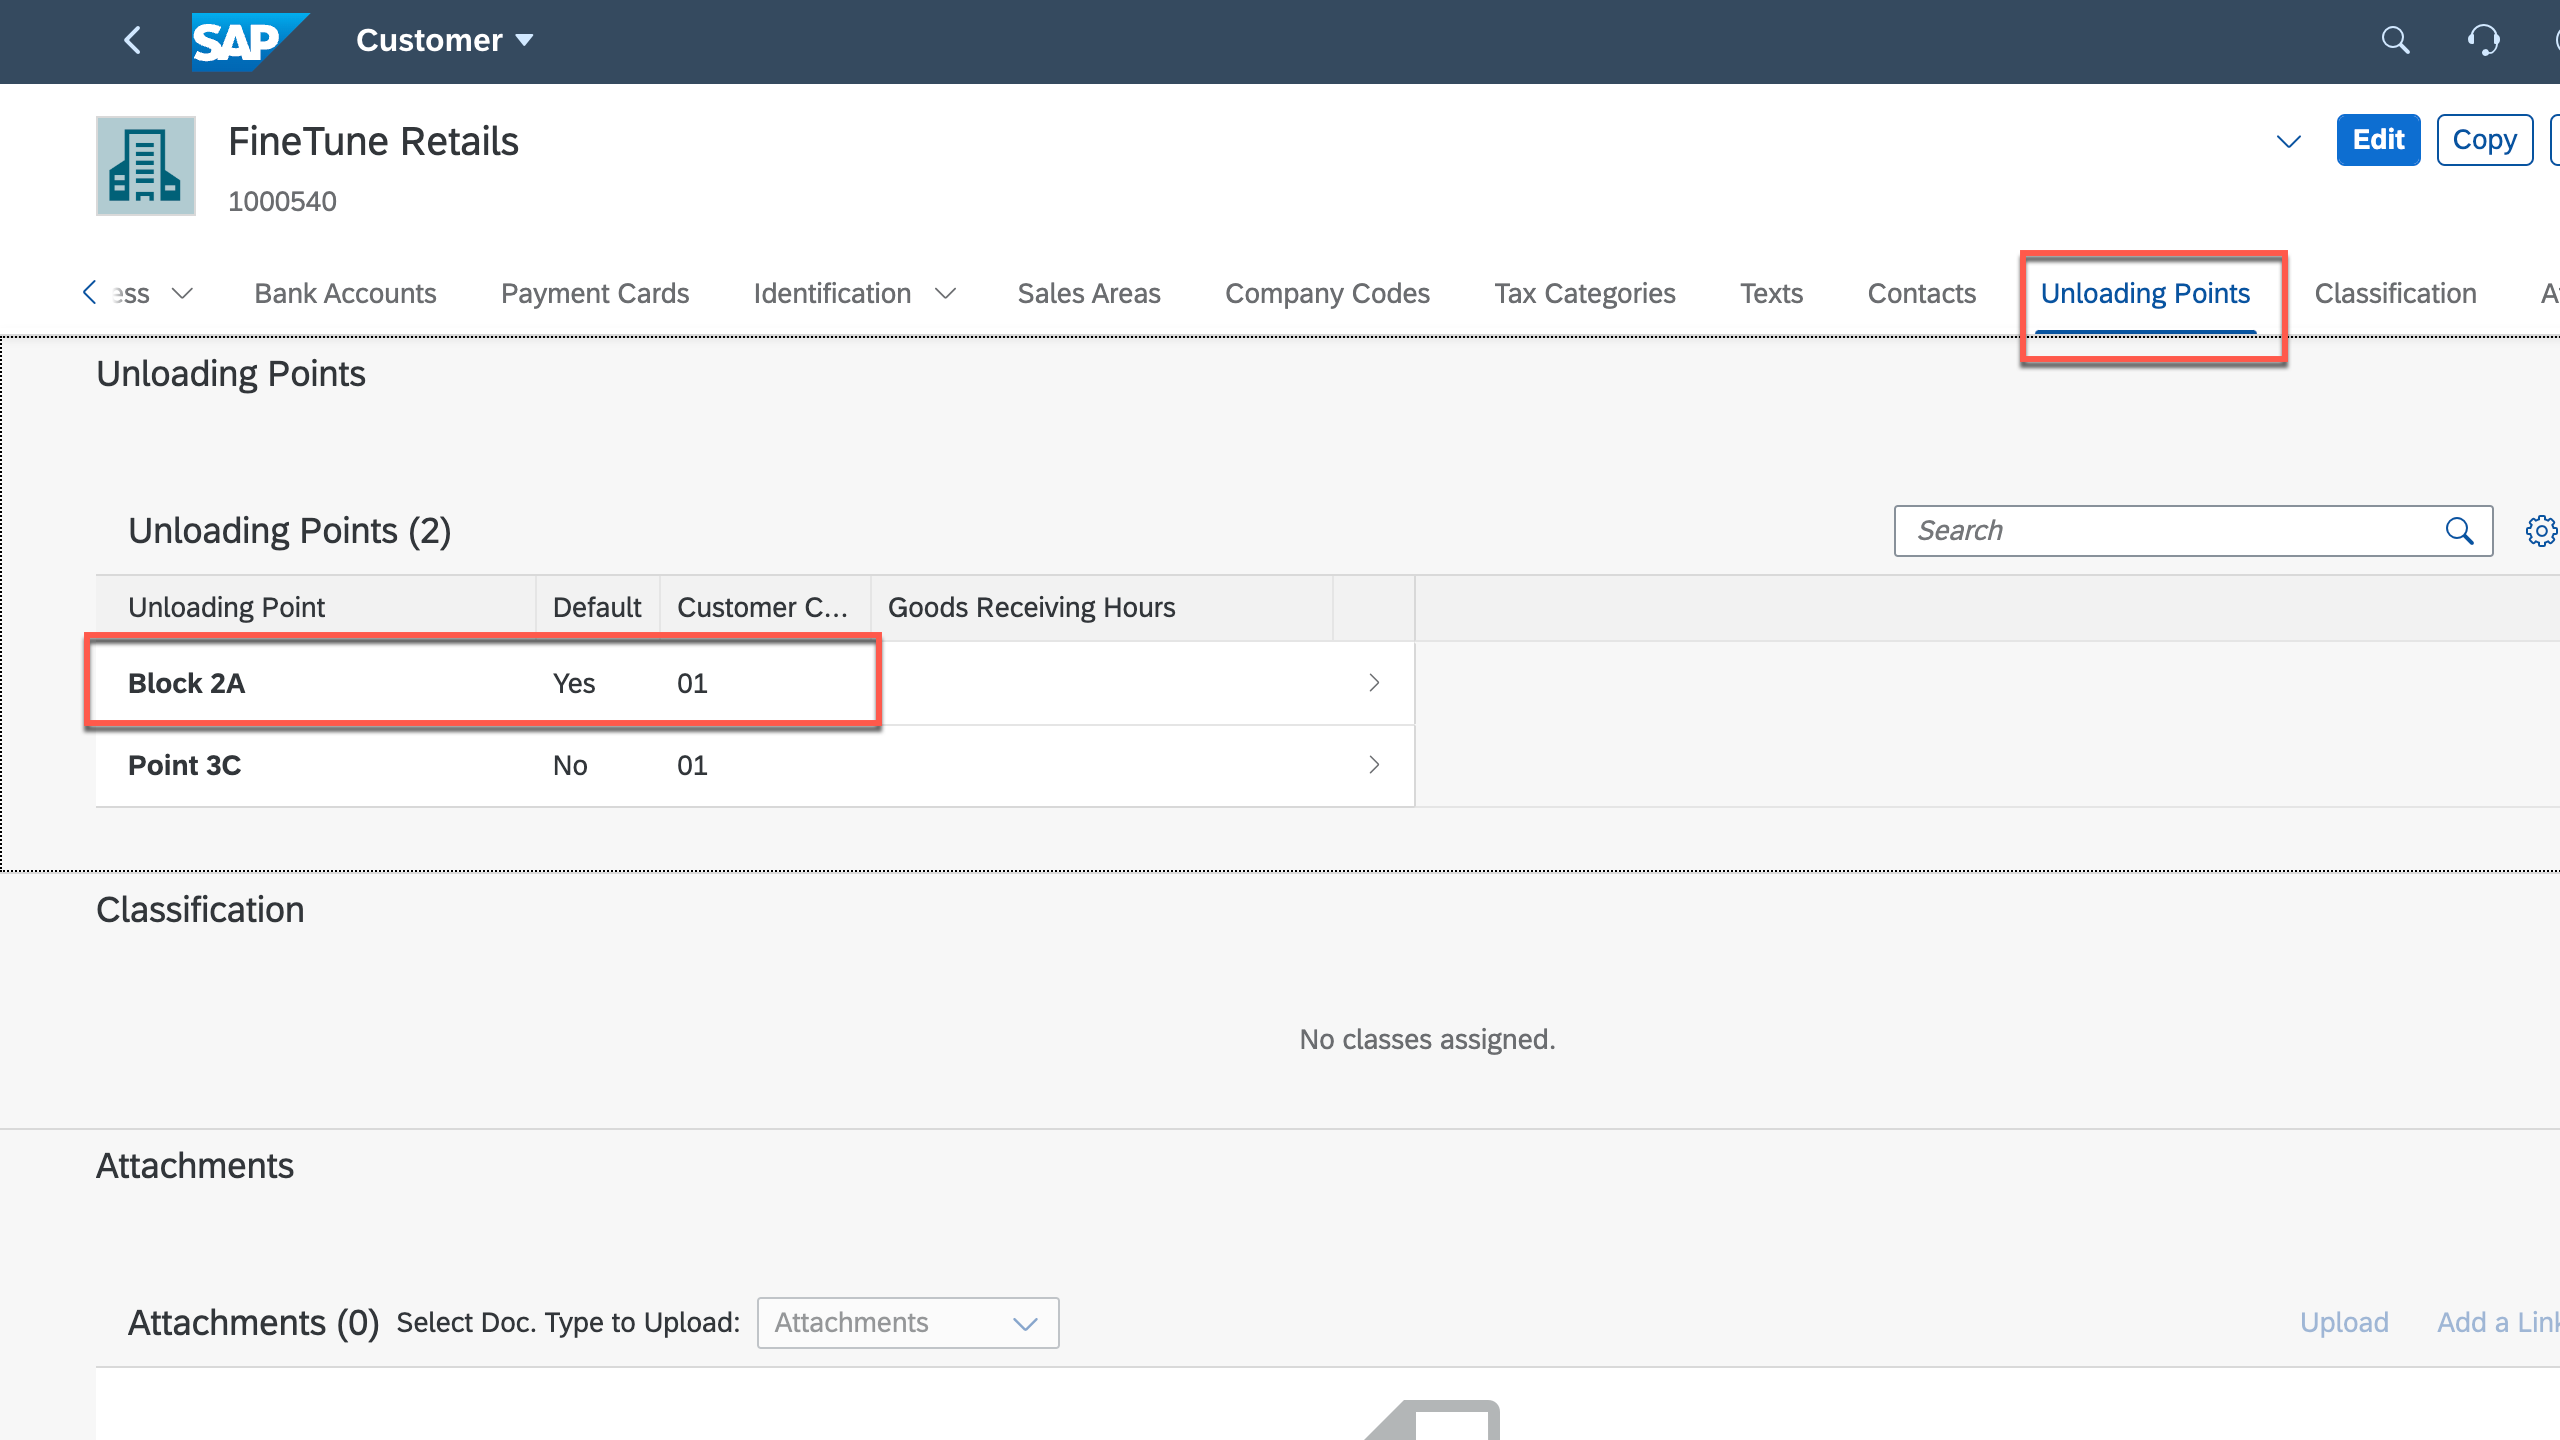 SAP Customer
FineTune Retails
Edit Copy
1000540
ess Bank Accounts Payment Cards Identification Sales Areas Company Codes Tax Categories Texts Contacts Unloading Points Classification
Unloading Points
Unloading Points (2)
Search
Unloading Point Default Customer C... Goods Receiving Hours
Block 2A Yes 01
Point 3C No 01
Classification
No classes assigned.
Attachments
Attachments (0) Select Doc. Type to Upload: Attachments Upload Add a Link